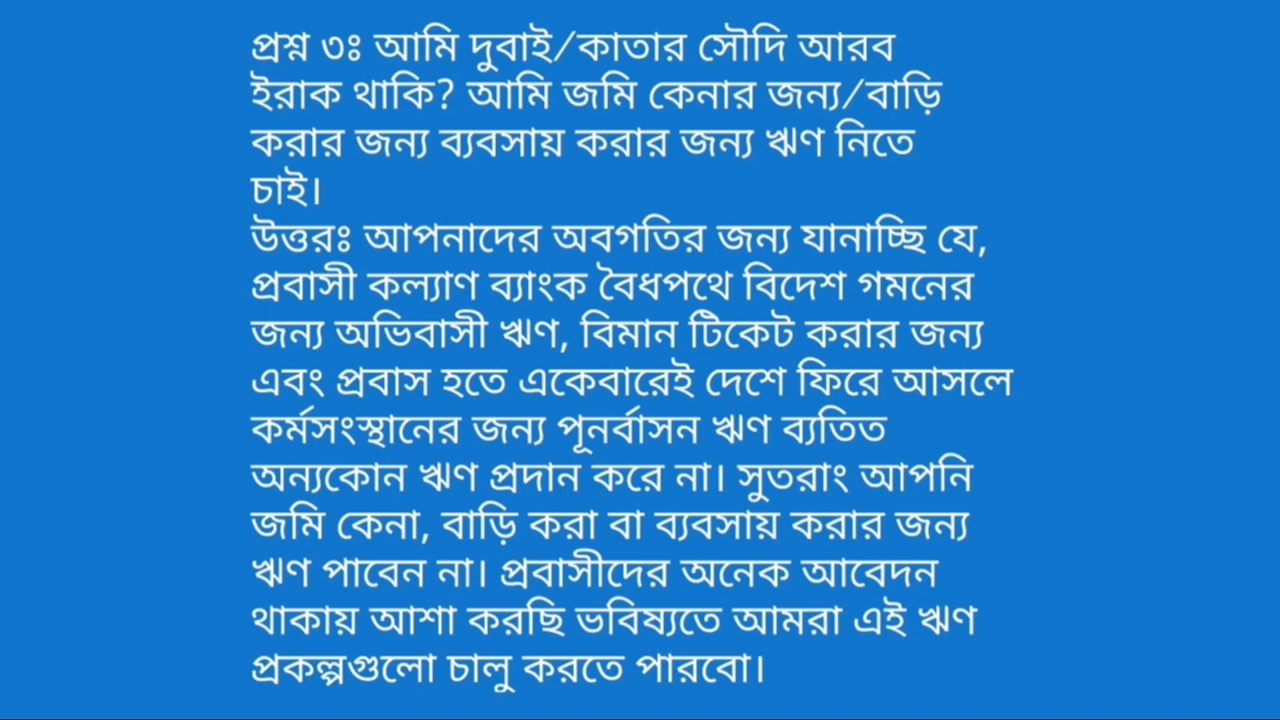 প্রশ্ন ৩ঃ আমি দুবাই/কাতার সৌদি আরব
ইরাক থাকি? আমি জমি কেনার জন্য/বাড়ি
করার জন্য ব্যবসায় করার জন্য ঋণ নিতে
চাই।
উত্তরঃ আপনাদের অবগতির জন্য যানাচ্ছি যে,
প্রবাসী কল্যাণ ব্যাংক বৈধপথে বিদেশ গমনের
জন্য অভিবাসী ঋণ, বিমান টিকেট করার জন্য
এবং প্রবাস হতে একেবারেই দেশে ফিরে আসলে
কর্মসংস্থানের জন্য পূনর্বাসন ঋণ ব্যতিত
অন্যকোন ঋণ প্রদান করে না। সুতরাং আপনি
জমি কেনা, বাড়ি করা বা ব্যবসায় করার জন্য
ঋণ পাবেন না। প্রবাসীদের অনেক আবেদন
থাকায় আশা করছি ভবিষ্যতে আমরা এই ঋণ
প্রকল্পগুলো চালু করতে পারবো।